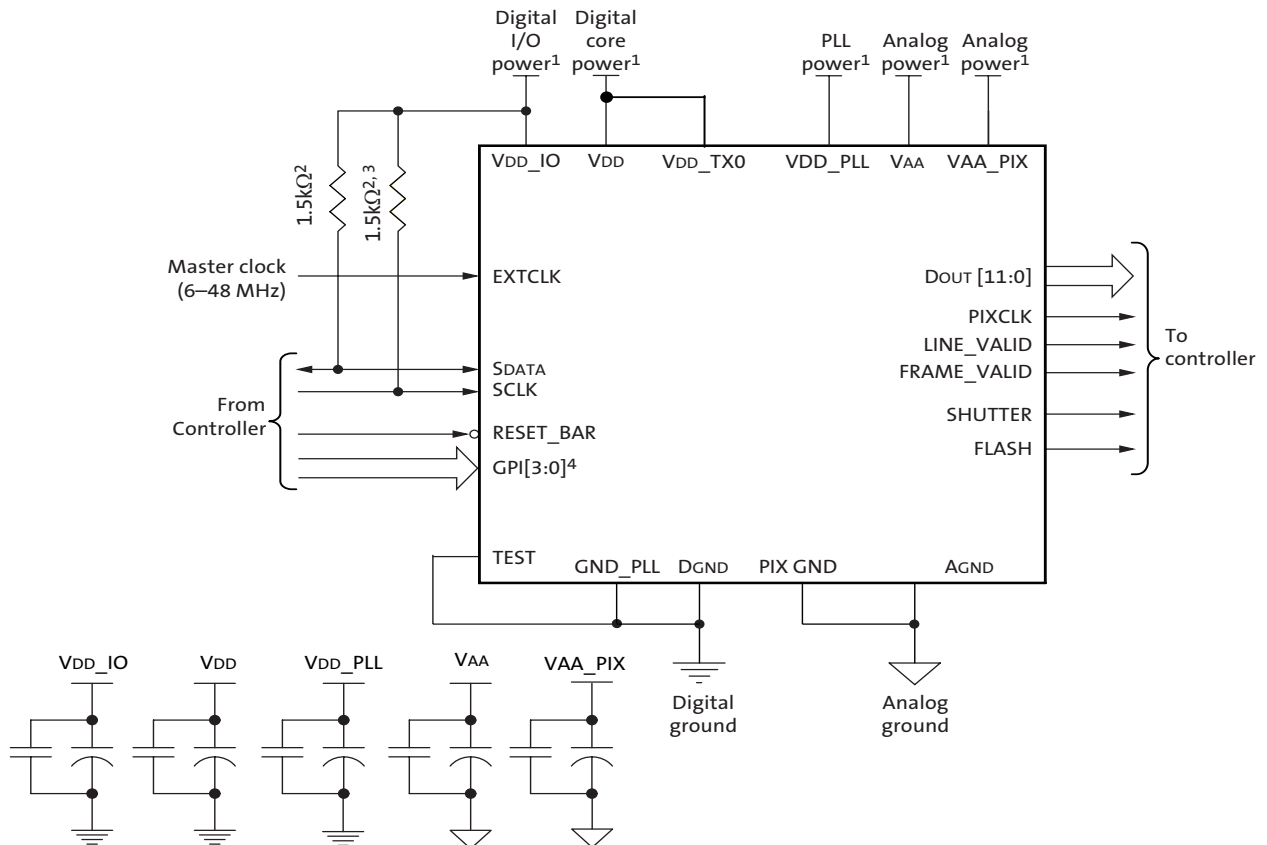 Digital
I/O
power¹
Digital
core
power¹
PLL
power¹
Analog
power¹
Analog
power¹
VDD_IO
VDD
VDD_TX0
VDD_PLL
VAA
VAA_PIX
1.5kΩ²
1.5kΩ²,³
Master clock
(6–48 MHz)
EXTCLK
SDATA
SCLK
RESET_BAR
GPI[3:0]⁴
From
Controller
TEST
DOUT [11:0]
PIXCLK
LINE_VALID
FRAME_VALID
SHUTTER
FLASH
To
controller
GND_PLL
DGND
PIX GND
AGND
Digital
ground
Analog
ground
VDD_IO
VDD
VDD_PLL
VAA
VAA_PIX